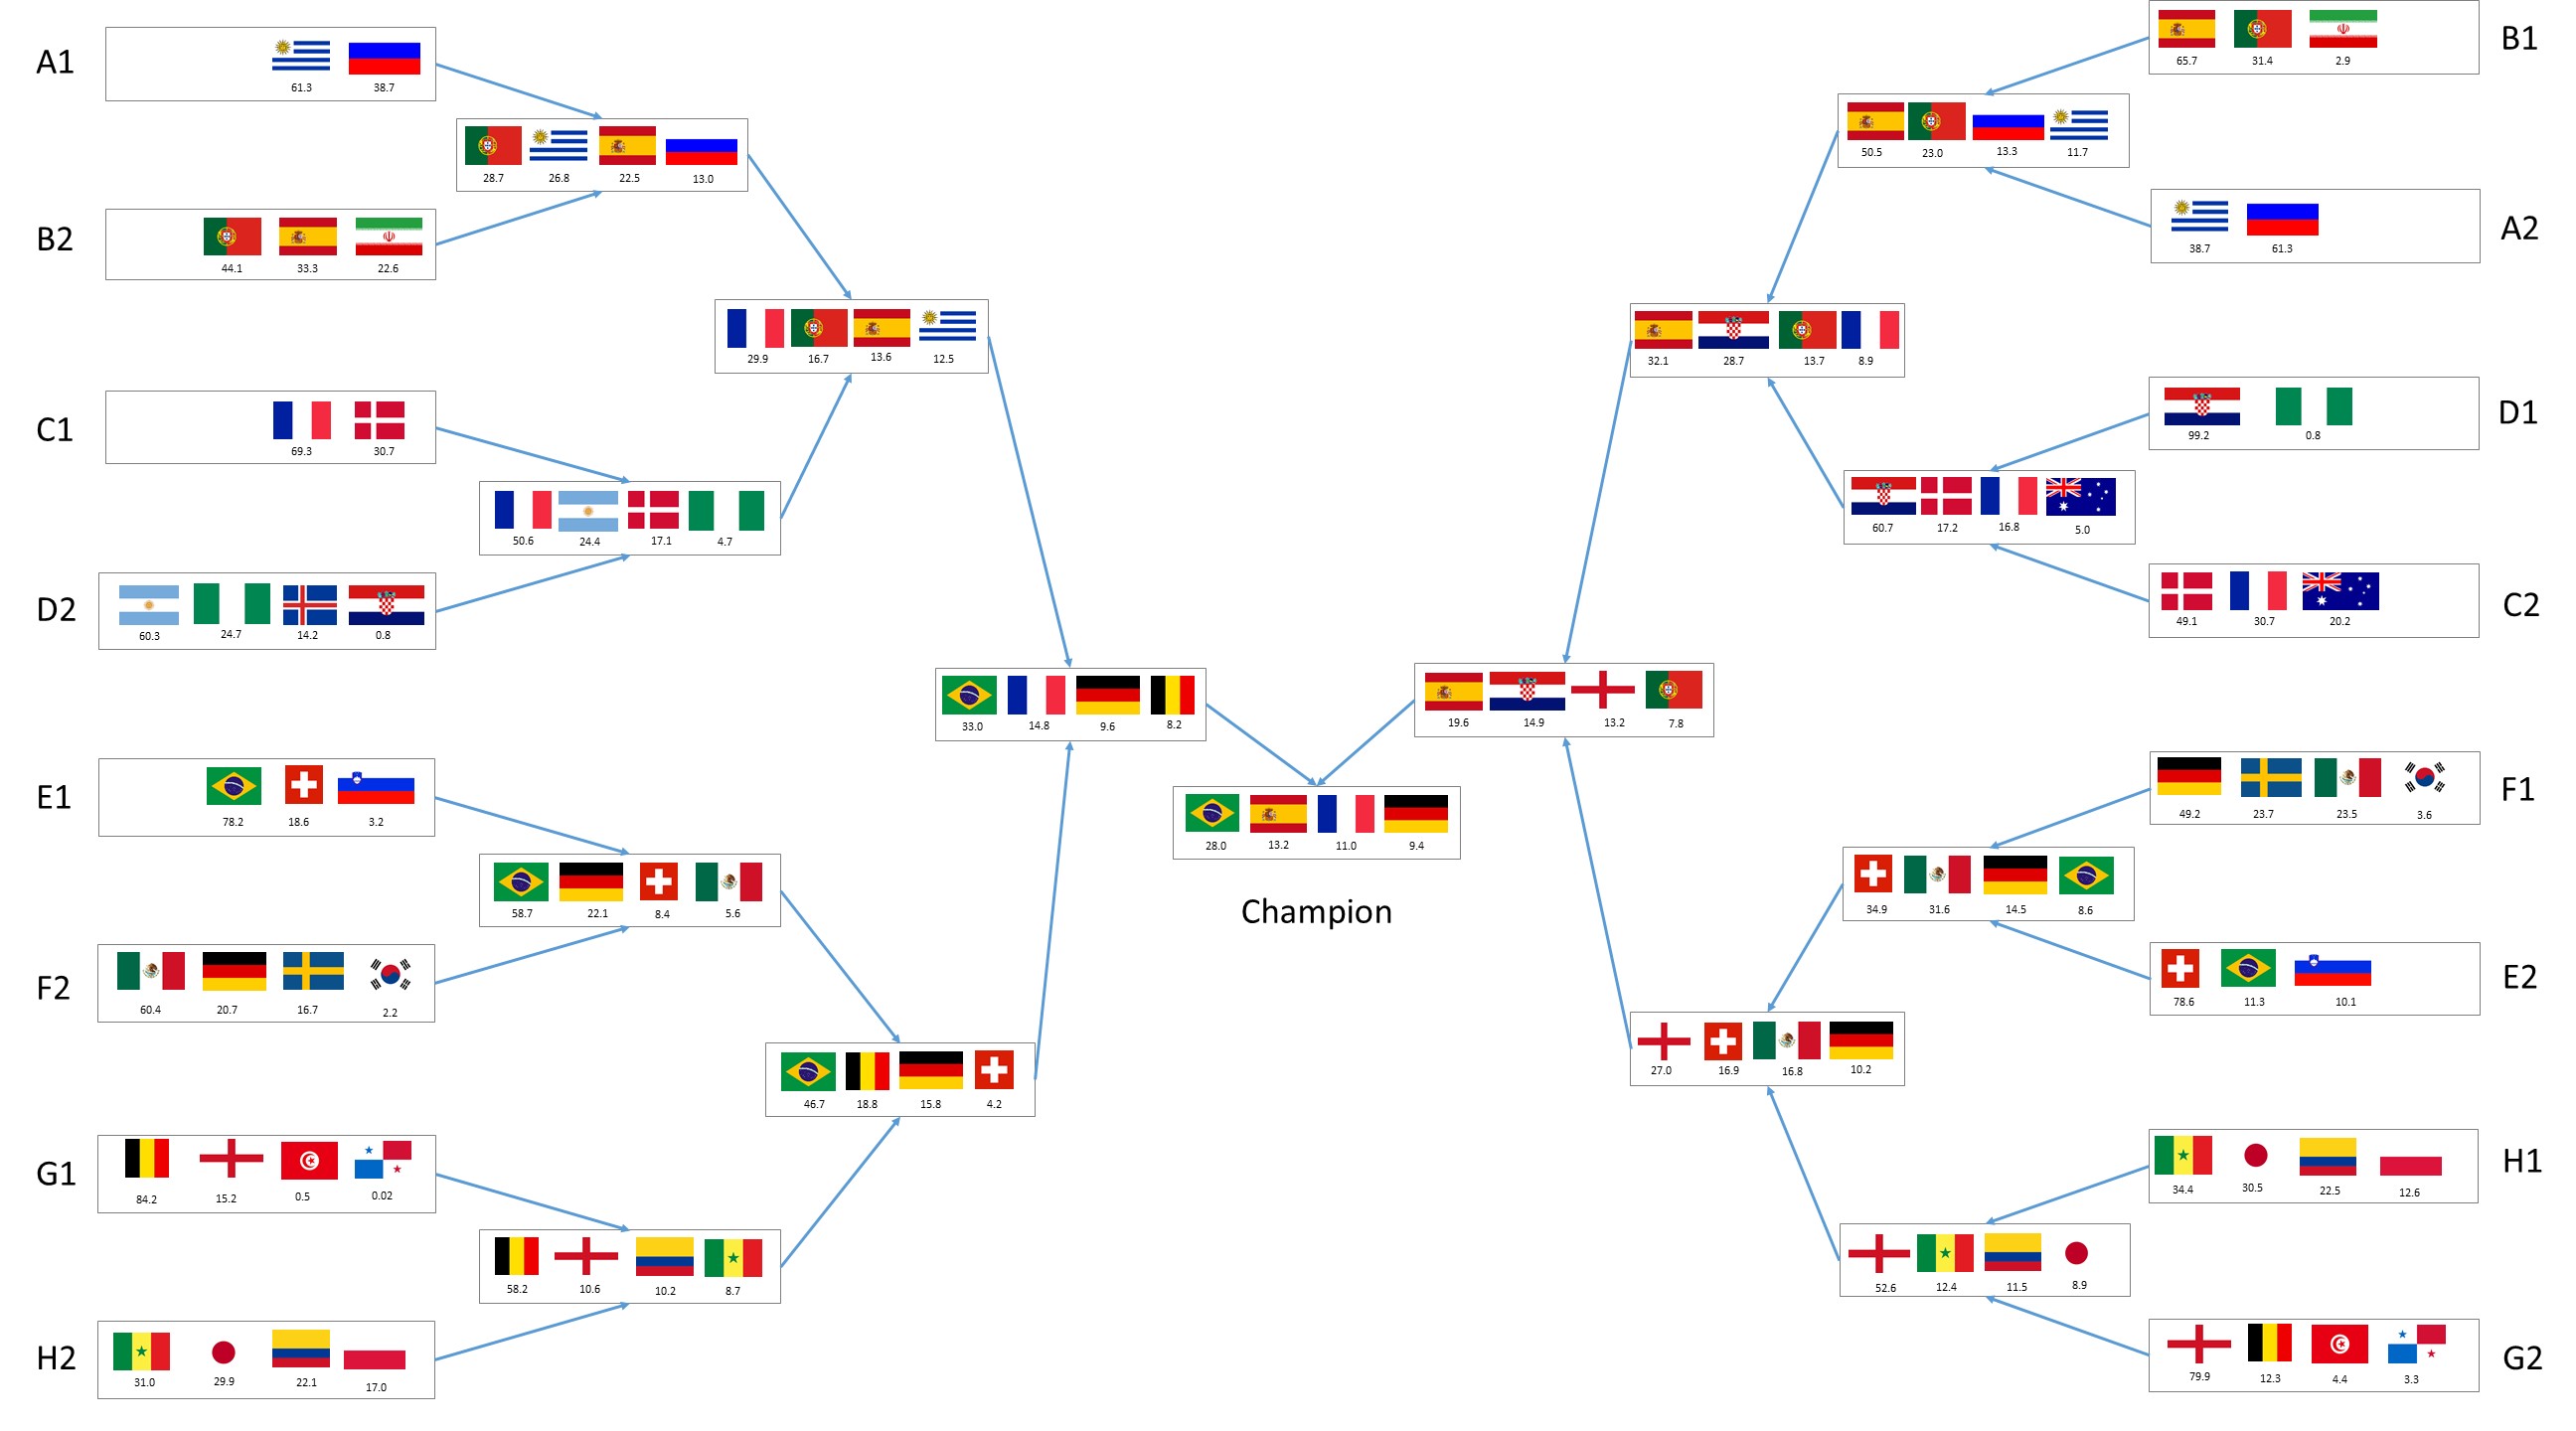 A1
61.3 38.7
28.7 26.8 22.5 13.0
B2
44.1 33.3 22.6
29.9 16.7 13.6 12.5
C1
69.3 30.7
50.6 24.4 17.1 4.7
D2
60.3 24.7 14.2 0.8
33.0 14.8 9.6 8.2
E1
78.2 18.6 3.2
58.7 22.1 8.4 5.6
F2
60.4 20.7 16.7 2.2
46.7 18.8 15.8 4.2
G1
84.2 15.2 0.5 0.02
58.2 10.6 10.2 8.7
H2
31.0 29.9 22.1 17.0
28.0 13.2 11.0 9.4
Champion
B1
65.7 31.4 2.9
50.5 23.0 13.3 11.7
A2
38.7 61.3
32.1 28.7 13.7 8.9
D1
99.2 0.8
60.7 17.2 16.8 5.0
C2
49.1 30.7 20.2
19.6 14.9 13.2 7.8
F1
49.2 23.7 23.5 3.6
34.9 31.6 14.5 8.6
E2
78.6 11.3 10.1
27.0 16.9 16.8 10.2
H1
34.4 30.5 22.5 12.6
52.6 12.4 11.5 8.9
G2
79.9 12.3 4.4 3.3